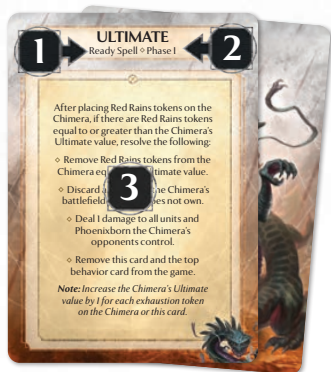 1
ULTIMATE
Ready Spell ⬦ Phase I
2
After placing Red Rains tokens on the
Chimera, if there are Red Rains tokens
equal to or greater than the Chimera's
Ultimate value, resolve the following:
⬦ Remove Red Rains tokens from the
Chimera timate value.
⬦ Discard e Chimera's
battlefield es not own.
3
⬦ Deal 1 damage to all units and
Phoenixborn the Chimera's
opponents control.
⬦ Remove this card and the top
behavior card from the game.
Note: Increase the Chimera's Ultimate
value by 1 for each exhaustion token
on the Chimera or this card.